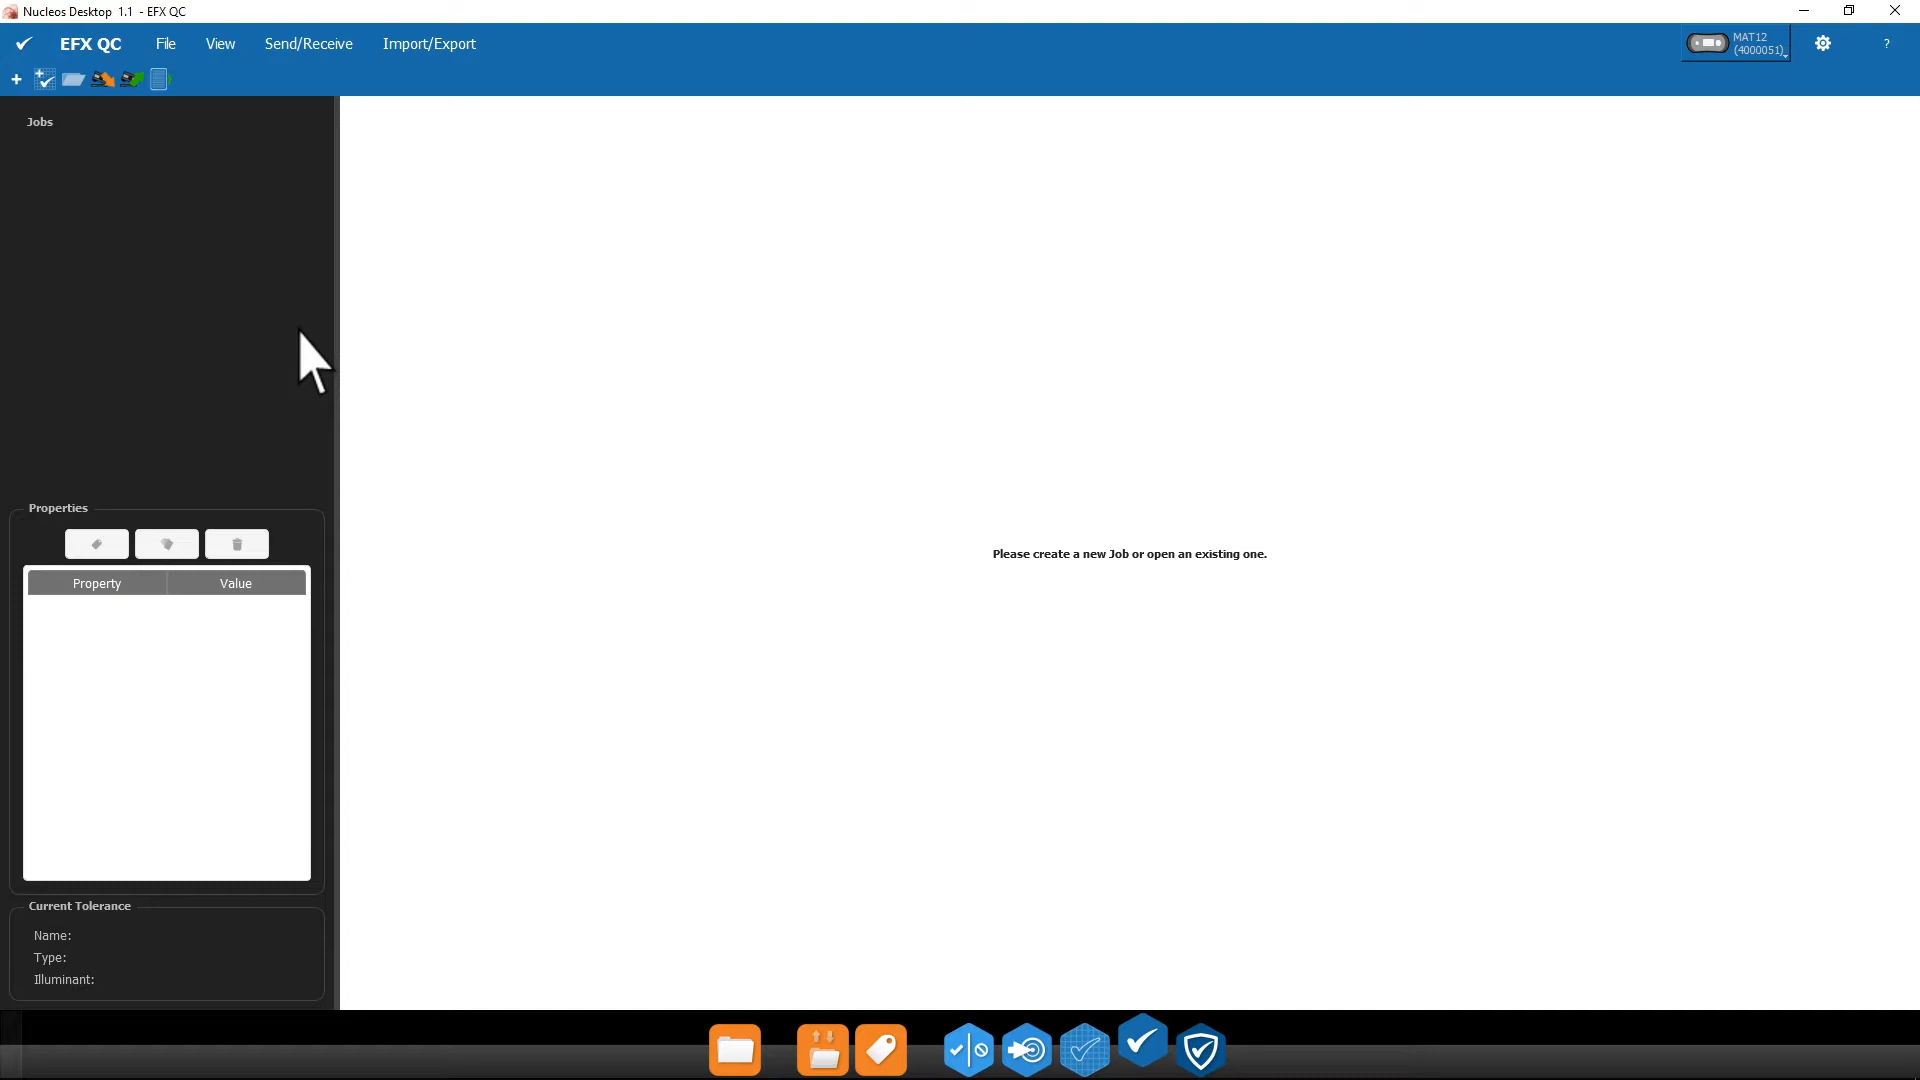 Nucleos Desktop 1.1 - EFX QC
EFX QC File View Send/Receive Import/Export
MAT12
(4000051)
?
Jobs
Please create a new Job or open an existing one.
Properties
Property Value
Current Tolerance
Name:
Type:
Illuminant: